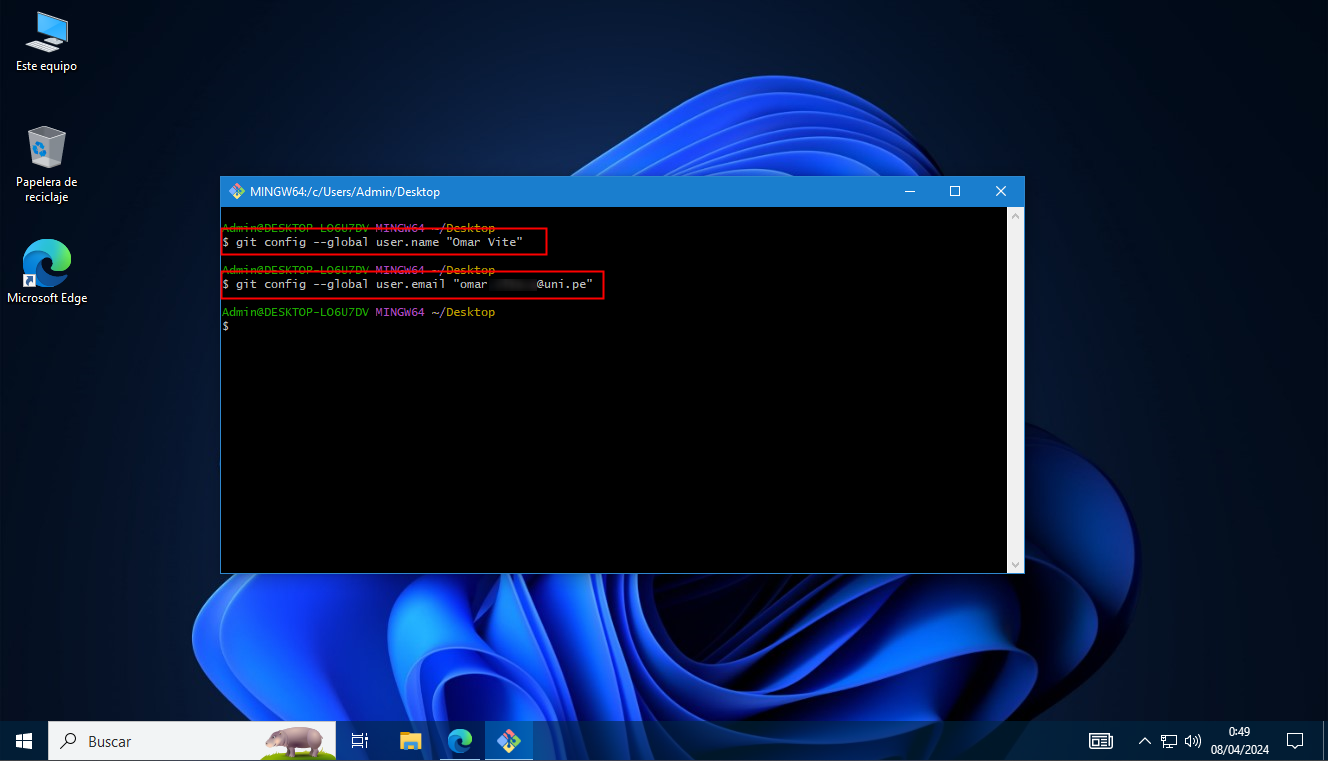 Este equipo
Papelera de
reciclaje
Microsoft Edge
MINGW64:/c/Users/Admin/Desktop
Admin@DESKTOP-LO6U7DV MINGW64 ~/Desktop
$ git config --global user.name "Omar Vite"
Admin@DESKTOP-LO6U7DV MINGW64 ~/Desktop
$ git config --global user.email "omar @uni.pe"
Admin@DESKTOP-LO6U7DV MINGW64 ~/Desktop
$
Buscar
0:49
08/04/2024